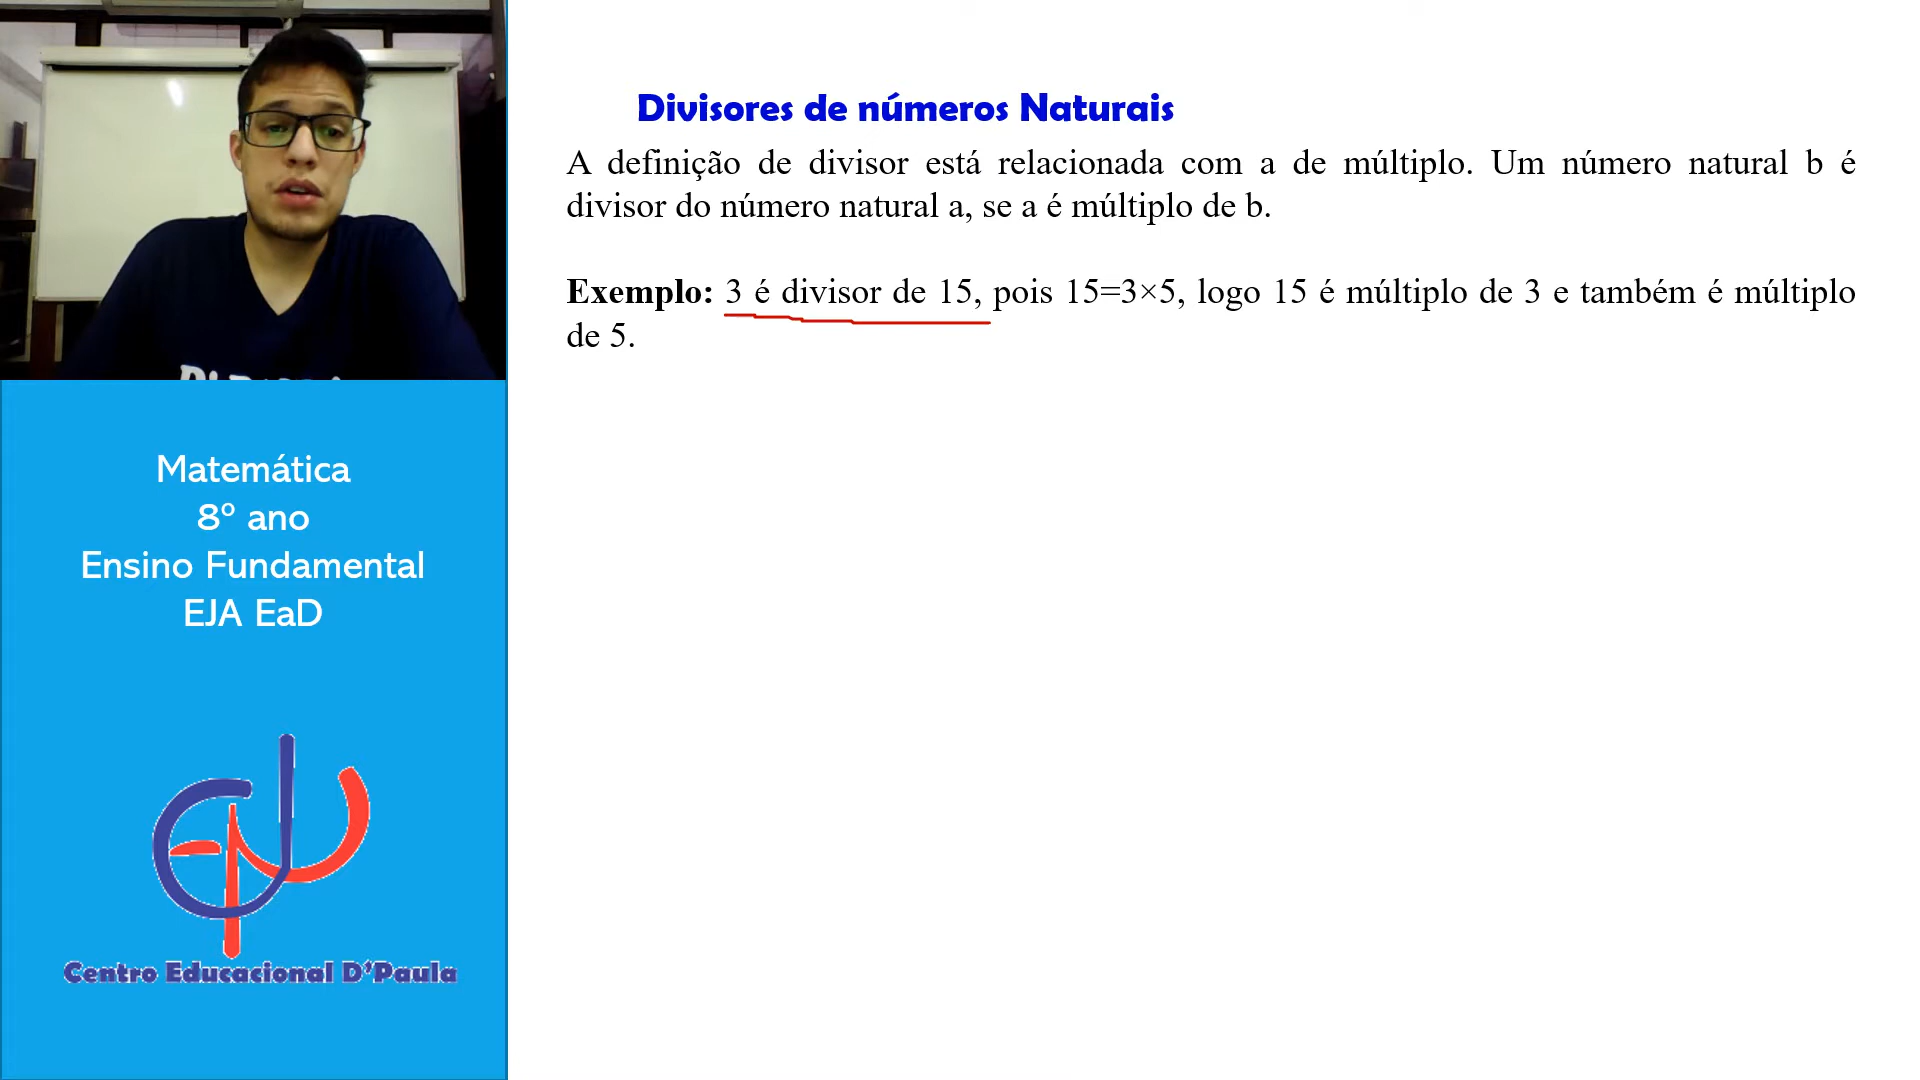 Divisores de números Naturais
A definição de divisor está relacionada com a de múltiplo. Um número natural b é
divisor do número natural a, se a é múltiplo de b.
Exemplo: 3 é divisor de 15, pois 15=3×5, logo 15 é múltiplo de 3 e também é múltiplo
de 5.
Matemática
8º ano
Ensino Fundamental
EJA EaD
Centro Educacional D'Paula